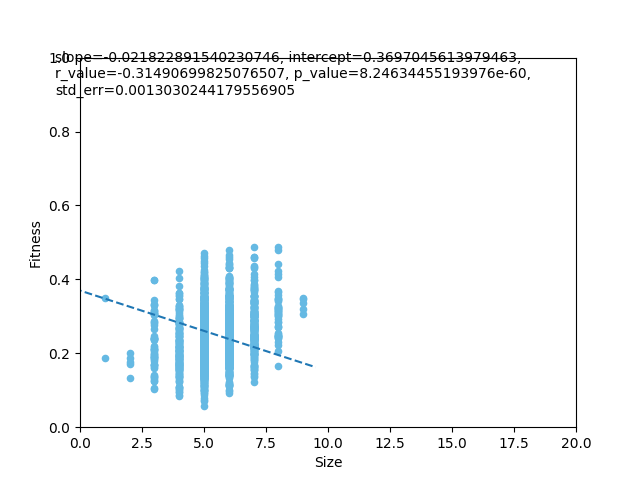 slope=-0.021822891540230746, intercept=0.3697045613979463,
r_value=-0.31490699825076507, p_value=8.24634455193976e-60,
std_err=0.0013030244179556905
1.0
0.8
0.6
0.4
0.2
0.0
Fitness
0.0 2.5 5.0 7.5 10.0 12.5 15.0 17.5 20.0
Size